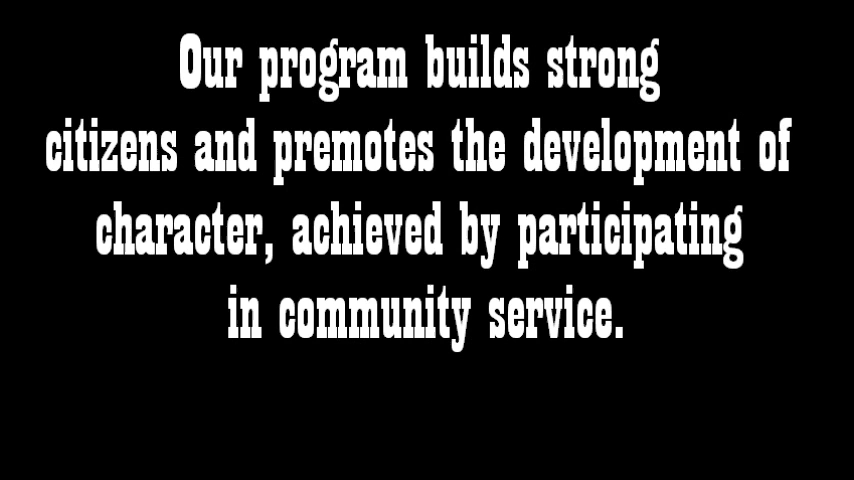 Our program builds strong
citizens and premotes the development of
character, achieved by participating
in community service.